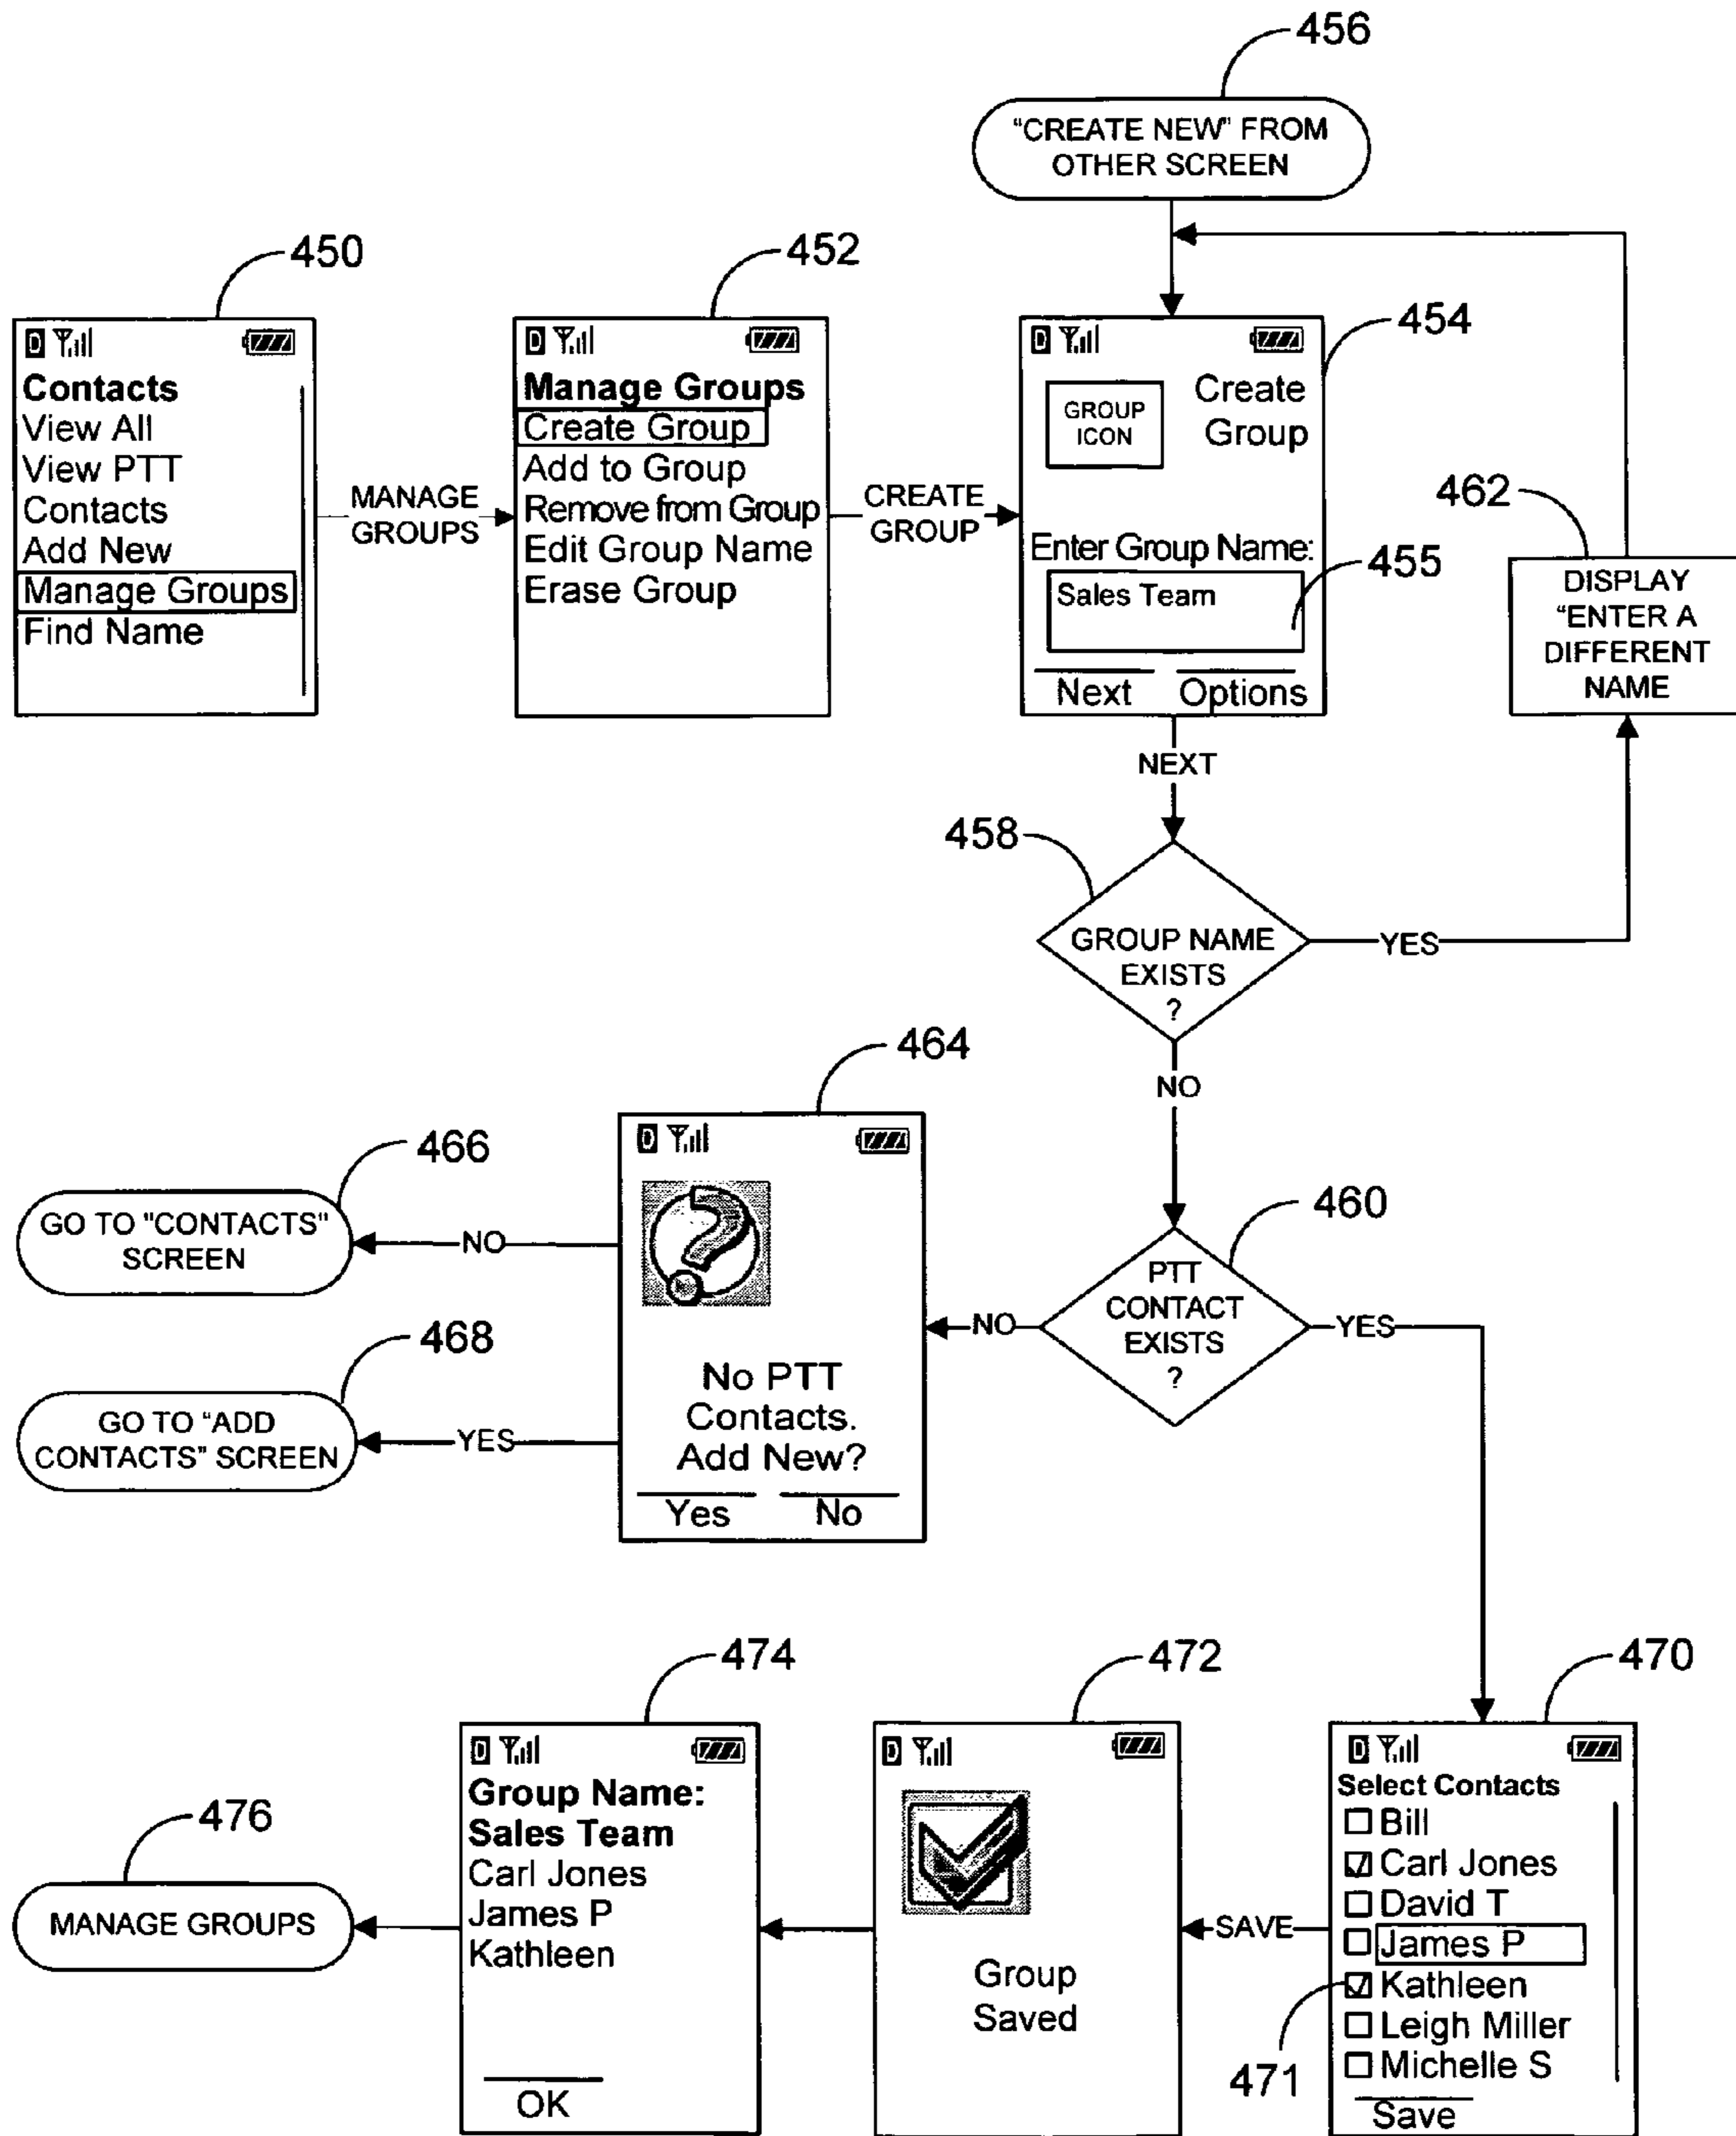 456
"CREATE NEW" FROM
OTHER SCREEN
450
D
Contacts
View All
View PTT
Contacts
Add New
Manage Groups
Find Name
MANAGE
GROUPS
452
D
Manage Groups
Create Group
Add to Group
Remove from Group
Edit Group Name
Erase Group
CREATE
GROUP
454
D
GROUP
ICON
Create
Group
Enter Group Name:
Sales Team
455
Next Options
462
DISPLAY
"ENTER A
DIFFERENT
NAME
NEXT
458
GROUP NAME
EXISTS
?
YES
NO
460
PTT
CONTACT
EXISTS
?
NO
YES
464
D
No PTT
Contacts.
Add New?
Yes No
NO
466
GO TO "CONTACTS"
SCREEN
YES
468
GO TO "ADD
CONTACTS" SCREEN
470
D
Select Contacts
Bill
Carl Jones
David T
James P
Kathleen
Leigh Miller
Michelle S
Save
471
SAVE
472
D
Group
Saved
474
D
Group Name:
Sales Team
Carl Jones
James P
Kathleen
OK
476
MANAGE GROUPS